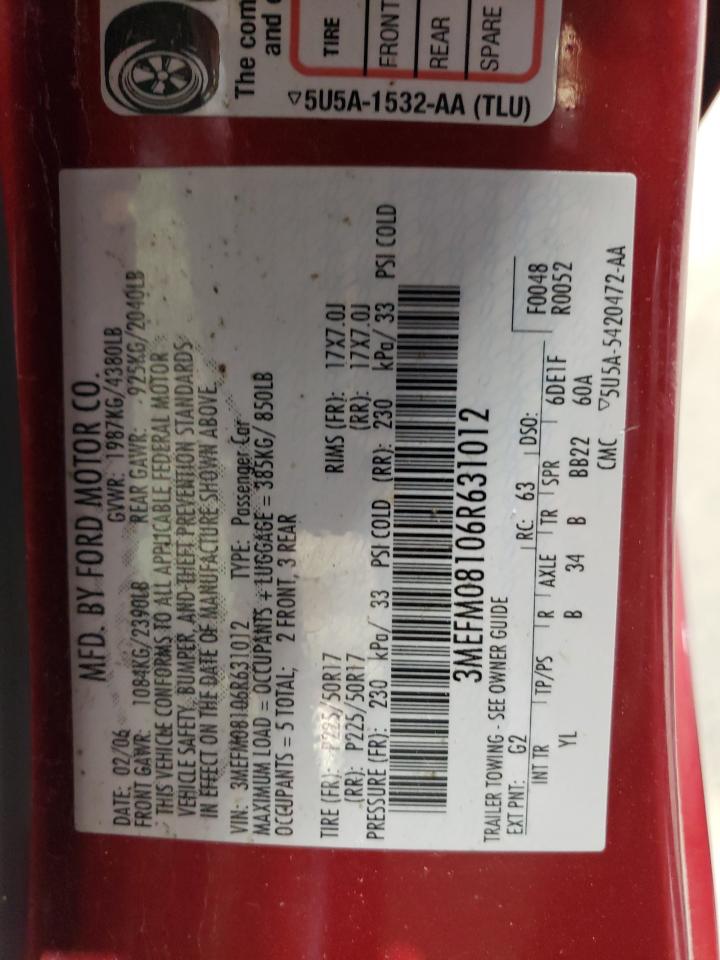 The com
and c
TIRE
FRONT
REAR
SPARE
▽5U5A-1532-AA (TLU)
MFD. BY FORD MOTOR CO.
DATE: 02/06 GVWR: 1987KG/4380LB
FRONT GAWR: 1084KG/2390LB REAR GAWR: 925KG/2040LB
THIS VEHICLE CONFORMS TO ALL APPLICABLE FEDERAL MOTOR
VEHICLE SAFETY, BUMPER, AND THEFT PREVENTION STANDARDS
IN EFFECT ON THE DATE OF MANUFACTURE SHOWN ABOVE
VIN: 3MEFM08106R631012 TYPE: Passenger Car
MAXIMUM LOAD = OCCUPANTS + LUGGAGE = 385KG/ 850LB
OCCUPANTS = 5 TOTAL; 2 FRONT, 3 REAR
TIRE (FR): P225/50R17 RIMS (FR): 17X7.0J
(RR): P225/50R17 (RR): 17X7.0J
PRESSURE (FR): 230 kPa/ 33 PSI COLD (RR): 230 kPa/ 33 PSI COLD
3MEFM08106R631012
TRAILER TOWING - SEE OWNER GUIDE
EXT PNT: G2 RC: 63 DSO: F0048
R0052
INT TR TP/PS R AXLE TR SPR 6DE1F
YL B 34 B BB22 60A
CMC ▽5U5A-5420472-AA